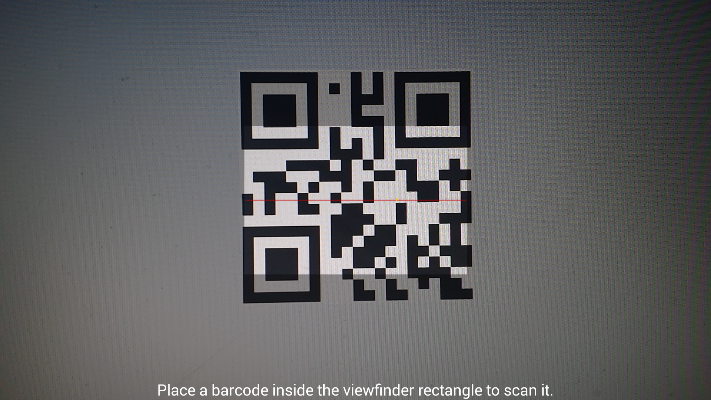 Place a barcode inside the viewfinder rectangle to scan it.